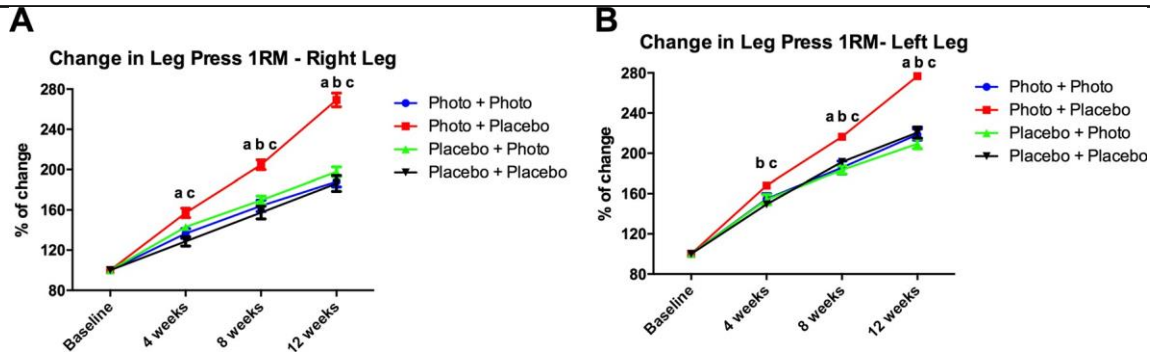 A
Change in Leg Press 1RM - Right Leg
% of change
280
240
200
160
120
80
a c
a b c
a b c
Baseline
4 weeks
8 weeks
12 weeks
Photo + Photo
Photo + Placebo
Placebo + Photo
Placebo + Placebo
B
Change in Leg Press 1RM- Left Leg
% of change
280
240
200
160
120
80
b c
a b c
a b c
Baseline
4 weeks
8 weeks
12 weeks
Photo + Photo
Photo + Placebo
Placebo + Photo
Placebo + Placebo